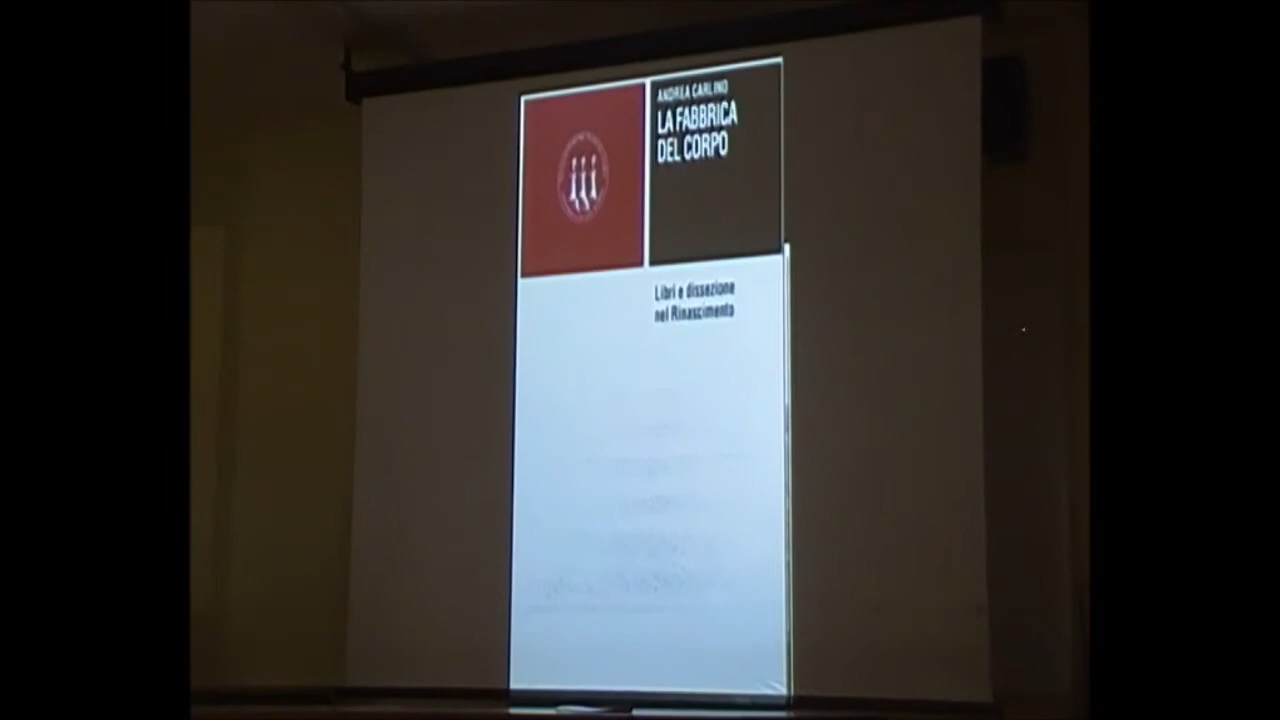 ANDREA CARLINO
LA FABBRICA
DEL CORPO
Libri e dissezione
nel Rinascimento